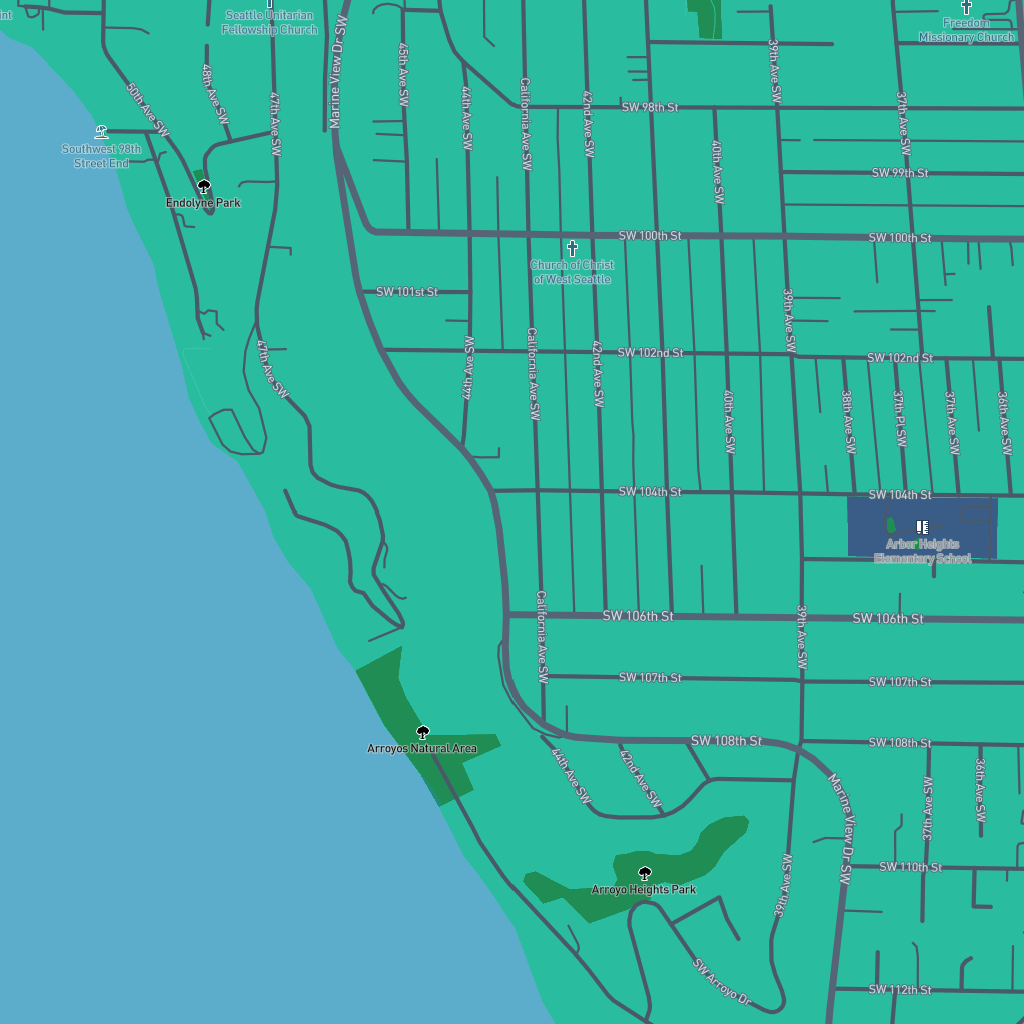 int
Seattle Unitarian
Fellowship Church
Freedom
Missionary Church
Marine View Dr SW
45th Ave SW
39th Ave SW
48th Ave SW
50th Ave SW
47th Ave SW
44th Ave SW
California Ave SW
42nd Ave SW
SW 98th St
37th Ave SW
Southwest 98th
Street End
40th Ave SW
SW 99th St
Endolyne Park
SW 100th St
SW 100th St
Church of Christ
of West Seattle
SW 101st St
39th Ave SW
47th Ave SW
44th Ave SW
California Ave SW
42nd Ave SW
SW 102nd St
SW 102nd St
40th Ave SW
38th Ave SW
37th Pl SW
37th Ave SW
36th Ave SW
SW 104th St
SW 104th St
Arbor Heights
Elementary School
California Ave SW
SW 106th St
SW 106th St
39th Ave SW
SW 107th St
SW 107th St
Arroyos Natural Area
SW 108th St
SW 108th St
44th Ave SW
42nd Ave SW
Marine View Dr SW
37th Ave SW
36th Ave SW
SW 110th St
Arroyo Heights Park
39th Ave SW
SW Arroyo Dr
SW 112th St